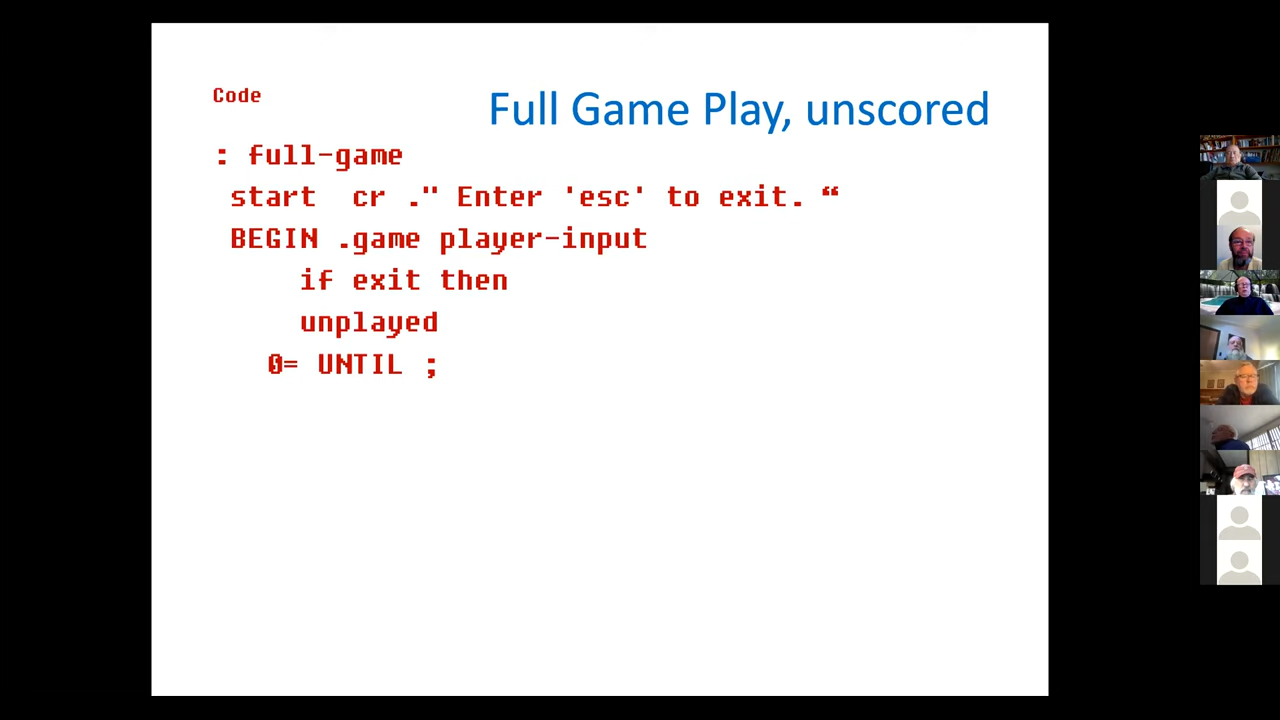 Code
Full Game Play, unscored
: full-game
start cr ." Enter 'esc' to exit. “
BEGIN .game player-input
if exit then
unplayed
0= UNTIL ;